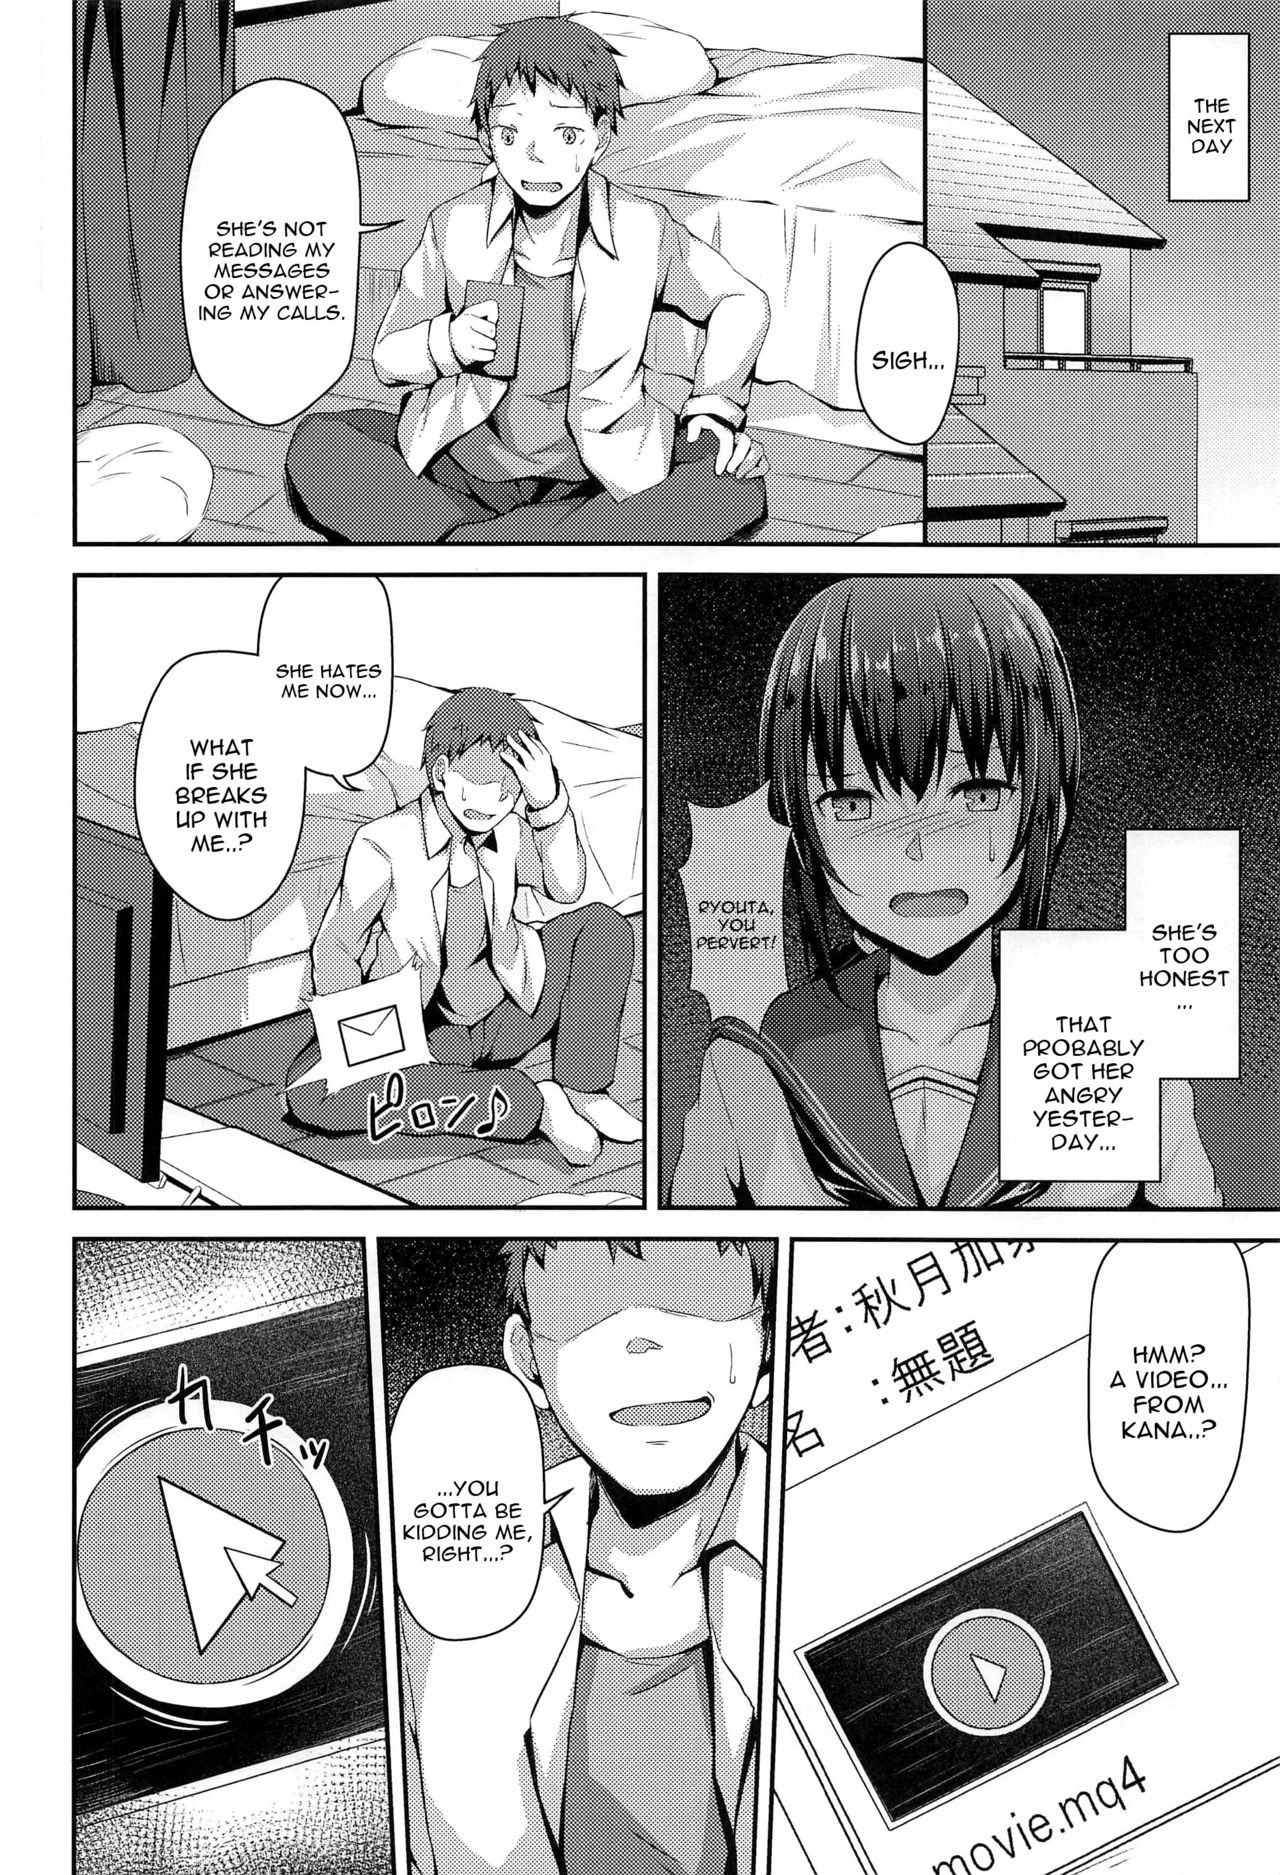 THE
NEXT
DAY
SIGH...
SHE'S NOT
READING MY
MESSAGES
OR ANSWER-
ING MY CALLS.
SHE'S
TOO
HONEST
...
THAT
PROBABLY
GOT HER
ANGRY
YESTER-
DAY...
RYOUTA,
YOU
PERVERT!
SHE HATES
ME NOW...
WHAT
IF SHE
BREAKS
UP WITH
ME..?
ピロン♪
HMM?
A VIDEO...
FROM
KANA..?
者:秋月加
:無題
名
movie.mq4
...YOU
GOTTA BE
KIDDING ME,
RIGHT...?
カチッ